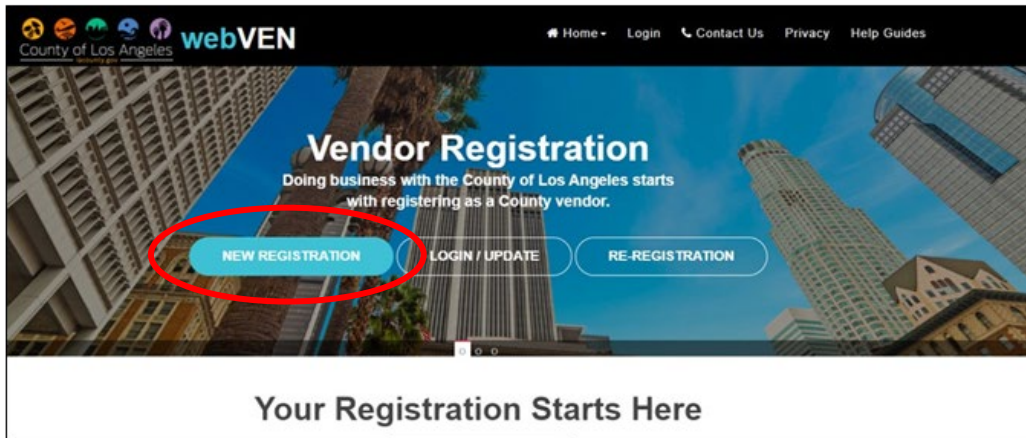 County of Los Angeles
lacounty.gov
webVEN
Home
Login
Contact Us
Privacy
Help Guides
Vendor Registration
Doing business with the County of Los Angeles starts
with registering as a County vendor.
NEW REGISTRATION
LOGIN / UPDATE
RE-REGISTRATION
Your Registration Starts Here